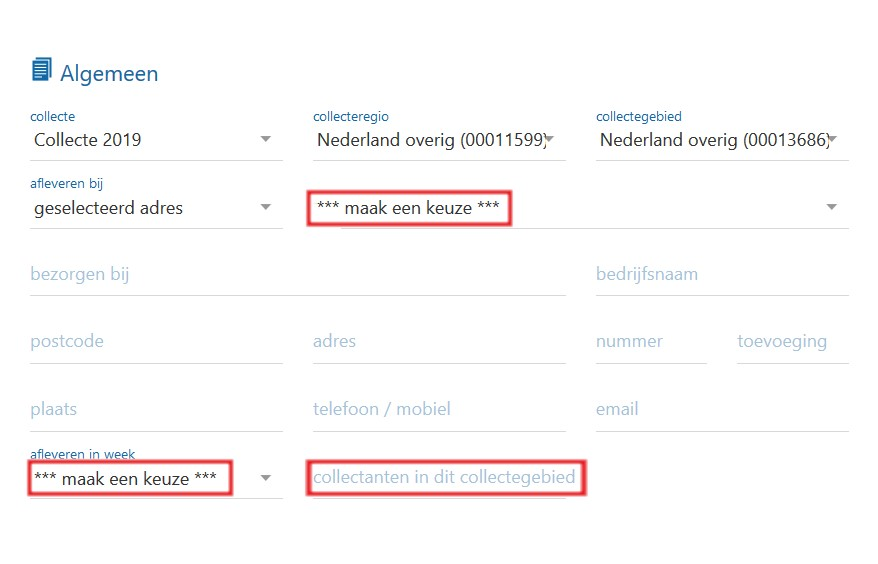 Algemeen
collecte
collecteregio
collectegebied
Collecte 2019
Nederland overig (00011599)
Nederland overig (00013686)
afleveren bij
geselecteerd adres
*** maak een keuze ***
bezorgen bij
bedrijfsnaam
postcode
adres
nummer
toevoeging
plaats
telefoon / mobiel
email
afleveren in week
*** maak een keuze ***
collectanten in dit collectegebied